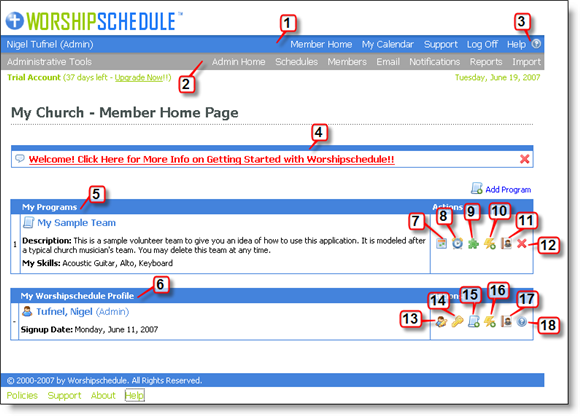 WORSHIPSCHEDULE™
1
3
Nigel Tufnel (Admin) Member Home My Calendar Support Log Off Help
Administrative Tools Admin Home Schedules Members Email Notifications Reports Import
2
Trial Account (37 days left - Upgrade Now!!) Tuesday, June 19, 2007
My Church - Member Home Page
4
Welcome! Click Here for More Info on Getting Started with Worshipschedule!!
Add Program
5
My Programs Actions
7 8 9 10 11
1 My Sample Team
12
Description: This is a sample volunteer team to give you an idea of how to use this application. It is modeled after
a typical church musician's team. You may delete this team at any time.
My Skills: Acoustic Guitar, Alto, Keyboard
6
My Worshipschedule Profile
14 15 16 17
- Tufnel, Nigel (Admin)
13 18
Signup Date: Monday, June 11, 2007
© 2000-2007 by Worshipschedule. All Rights Reserved.
Policies Support About Help